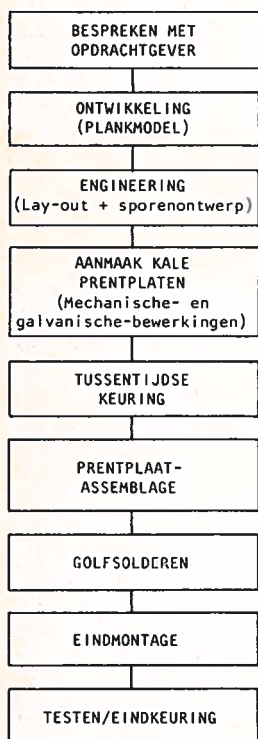 BESPREKEN MET
OPDRACHTGEVER
ONTWIKKELING
(PLANKMODEL)
ENGINEERING
(Lay-out + sporenontwerp)
AANMAAK KALE
PRENTPLATEN
(Mechanische- en
galvanische-bewerkingen)
TUSSENTIJDSE
KEURING
PRENTPLAAT-
ASSEMBLAGE
GOLFSOLDEREN
EINDMONTAGE
TESTEN/EINDKEURING